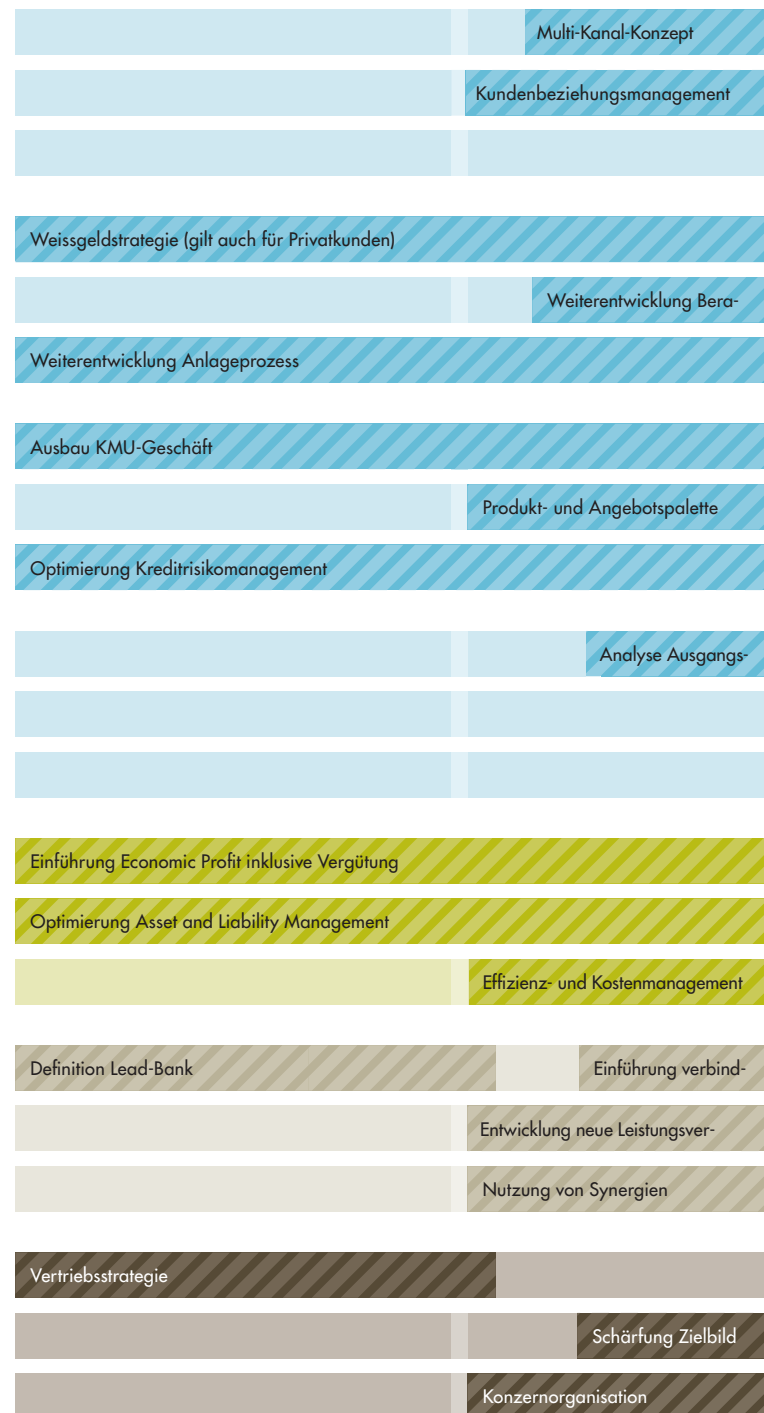 Multi-Kanal-Konzept
Kundenbeziehungsmanagement
Weissgeldstrategie (gilt auch für Privatkunden)
Weiterentwicklung Bera-
Weiterentwicklung Anlageprozess
Ausbau KMU-Geschäft
Produkt- und Angebotspalette
Optimierung Kreditrisikomanagement
Analyse Ausgangs-
Einführung Economic Profit inklusive Vergütung
Optimierung Asset and Liability Management
Effizienz- und Kostenmanagement
Definition Lead-Bank Einführung verbind-
Entwicklung neue Leistungsver-
Nutzung von Synergien
Vertriebsstrategie
Schärfung Zielbild
Konzernorganisation